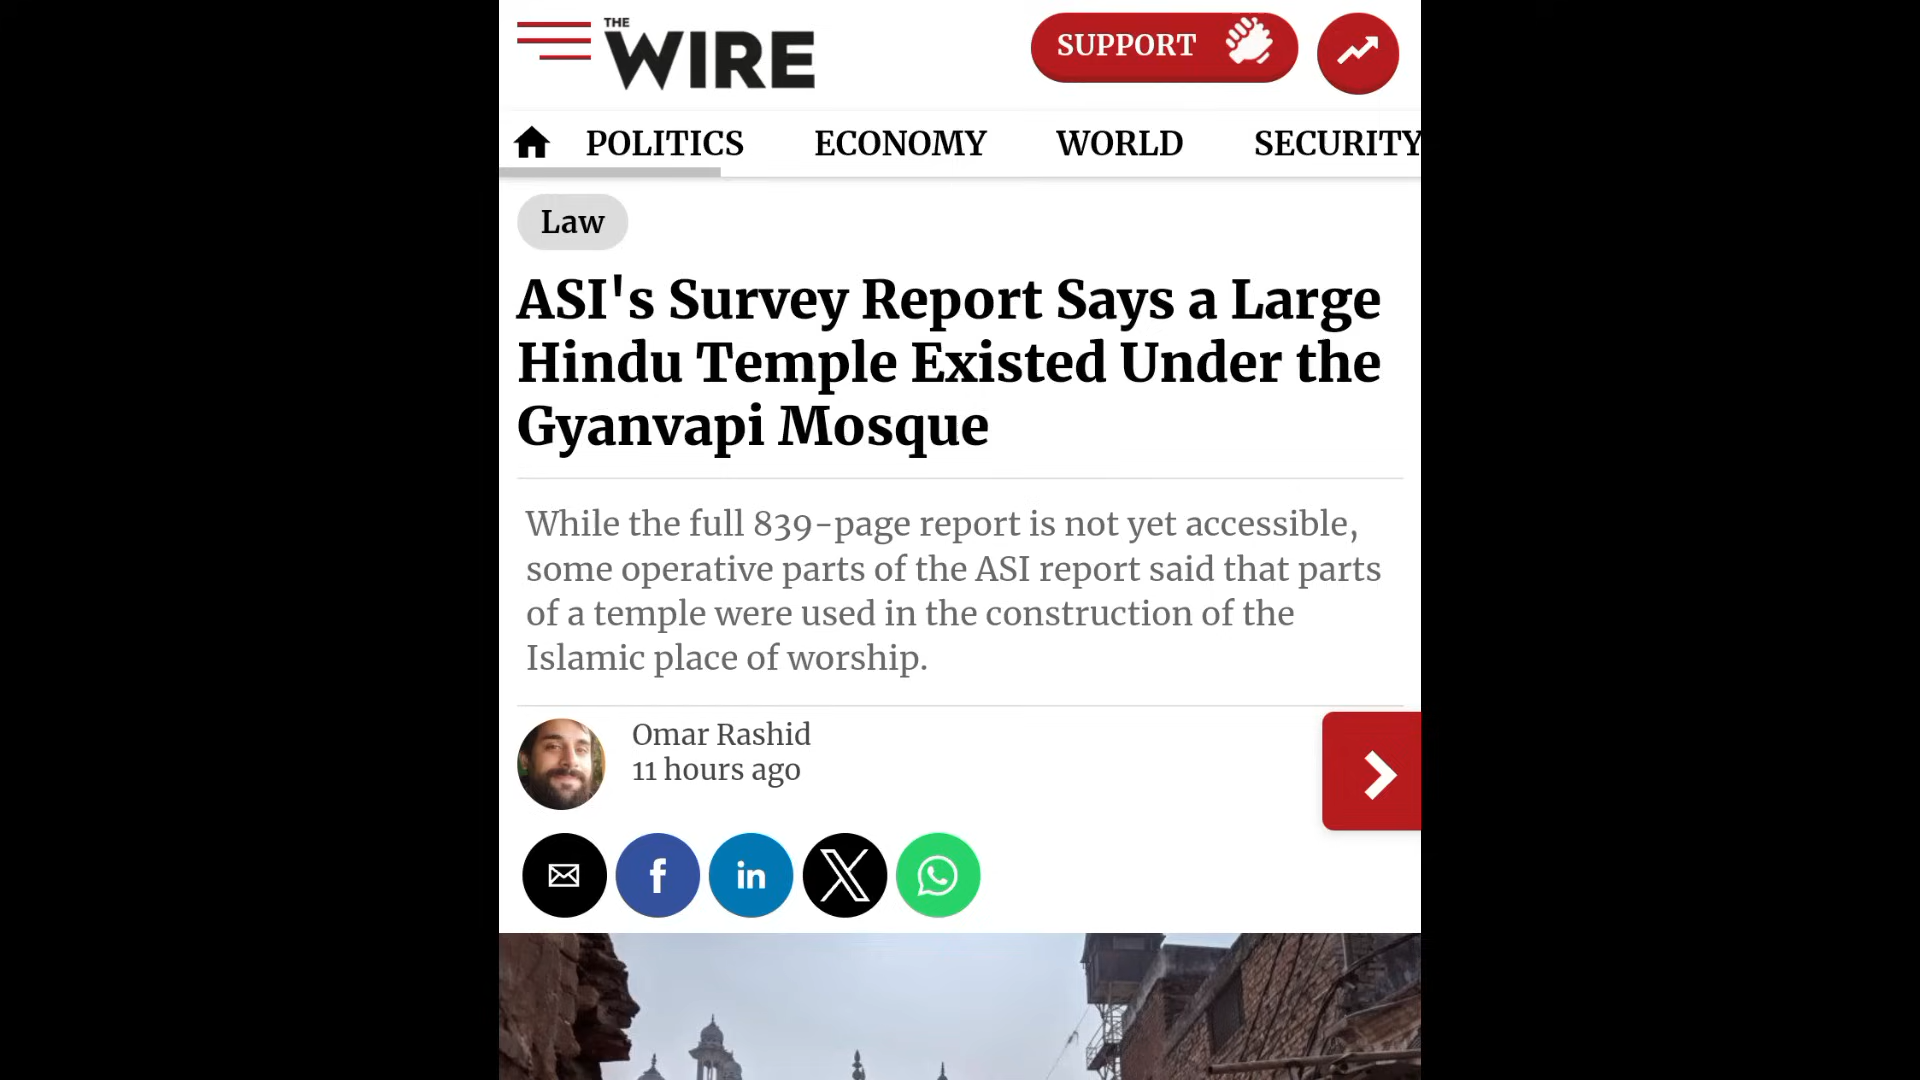 THE
WIRE
SUPPORT
POLITICS ECONOMY WORLD SECURITY
Law
ASI's Survey Report Says a Large
Hindu Temple Existed Under the
Gyanvapi Mosque
While the full 839-page report is not yet accessible,
some operative parts of the ASI report said that parts
of a temple were used in the construction of the
Islamic place of worship.
Omar Rashid
11 hours ago
f
in
X